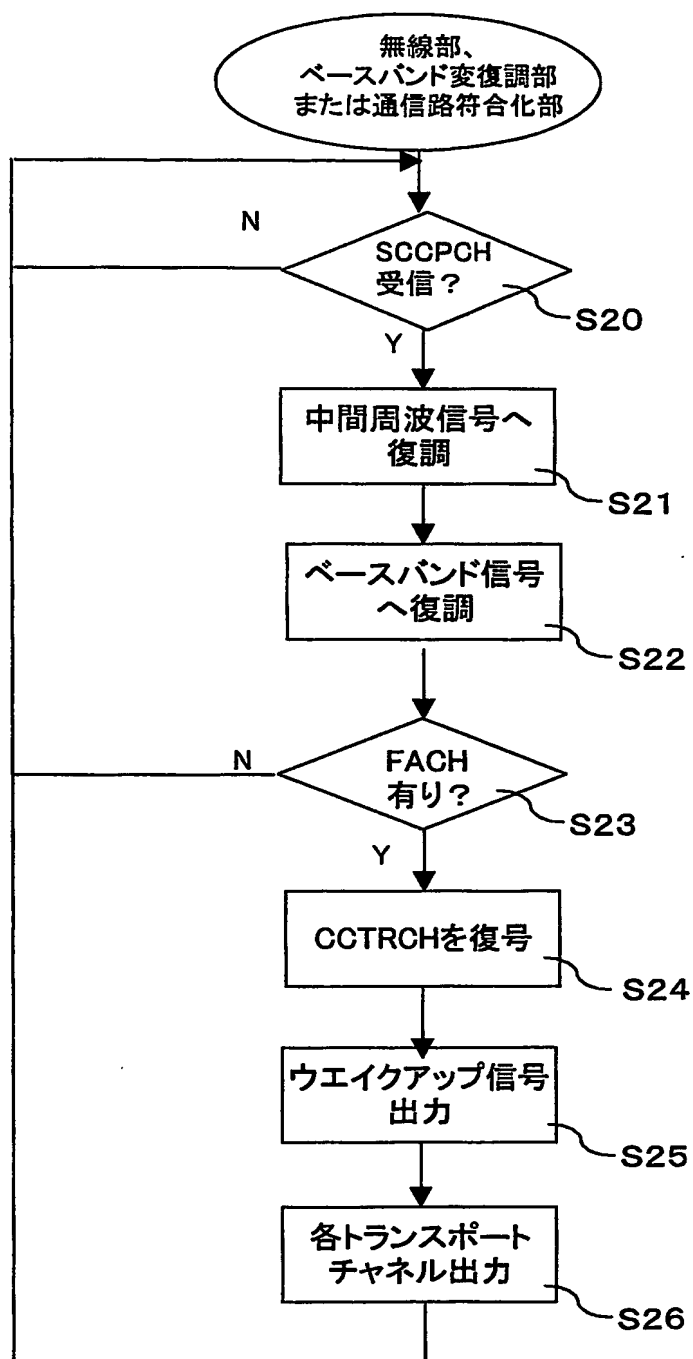 無線部、
ベースバンド変復調部
または通信路符合化部
N
SCCPCH
受信？
S20
Y
中間周波信号へ
復調
S21
ベースバンド信号
へ復調
S22
N
FACH
有り？
S23
Y
CCTRCHを復号
S24
ウエイクアップ信号
出力
S25
各トランスポート
チャネル出力
S26